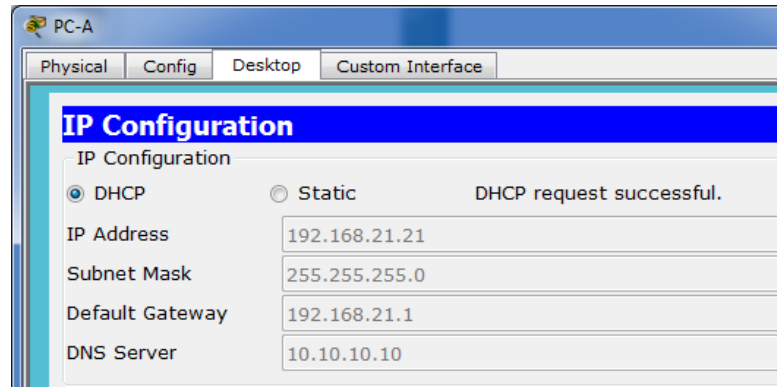 PC-A
Physical Config Desktop Custom Interface
IP Configuration
IP Configuration
DHCP Static DHCP request successful.
IP Address 192.168.21.21
Subnet Mask 255.255.255.0
Default Gateway 192.168.21.1
DNS Server 10.10.10.10